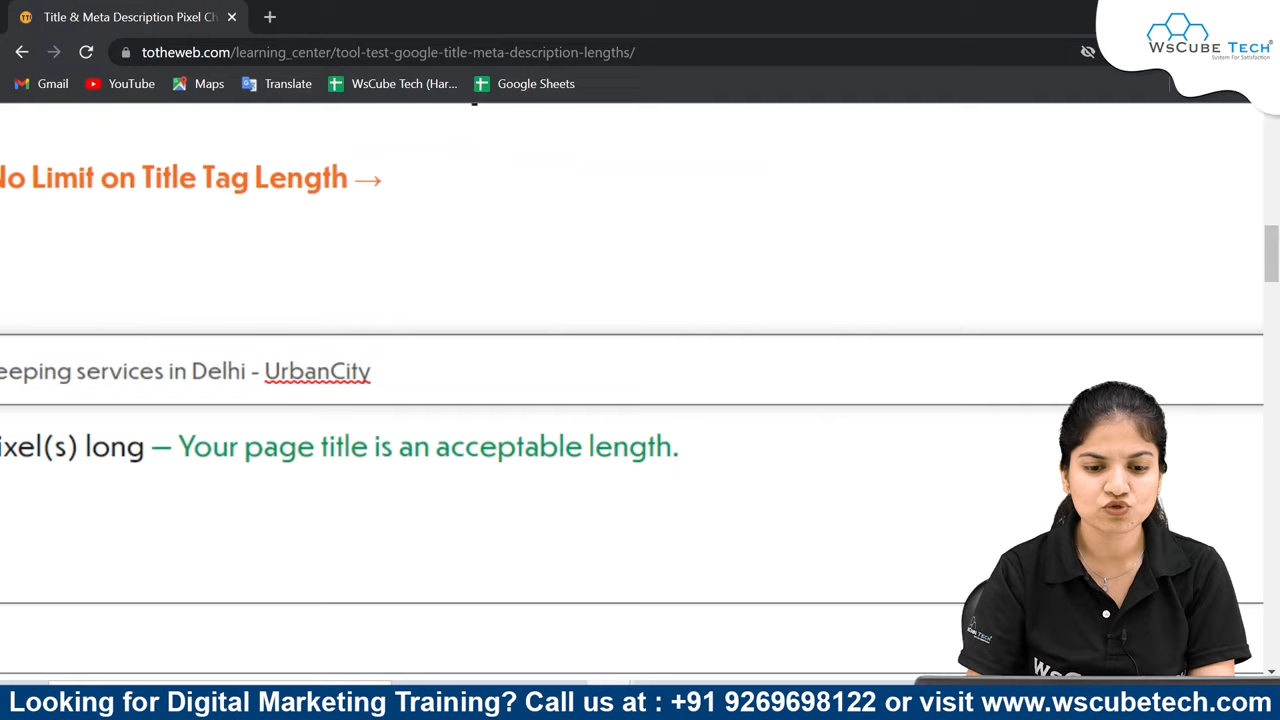 Title & Meta Description Pixel Ch
WsCube Tech
System For Satisfaction
totheweb.com/learning_center/tool-test-google-title-meta-description-lengths/
Gmail YouTube Maps Translate WsCube Tech (Har... Google Sheets
No Limit on Title Tag Length →
eeping services in Delhi - UrbanCity
ixel(s) long – Your page title is an acceptable length.
Looking for Digital Marketing Training? Call us at : +91 9269698122 or visit www.wscubetech.com